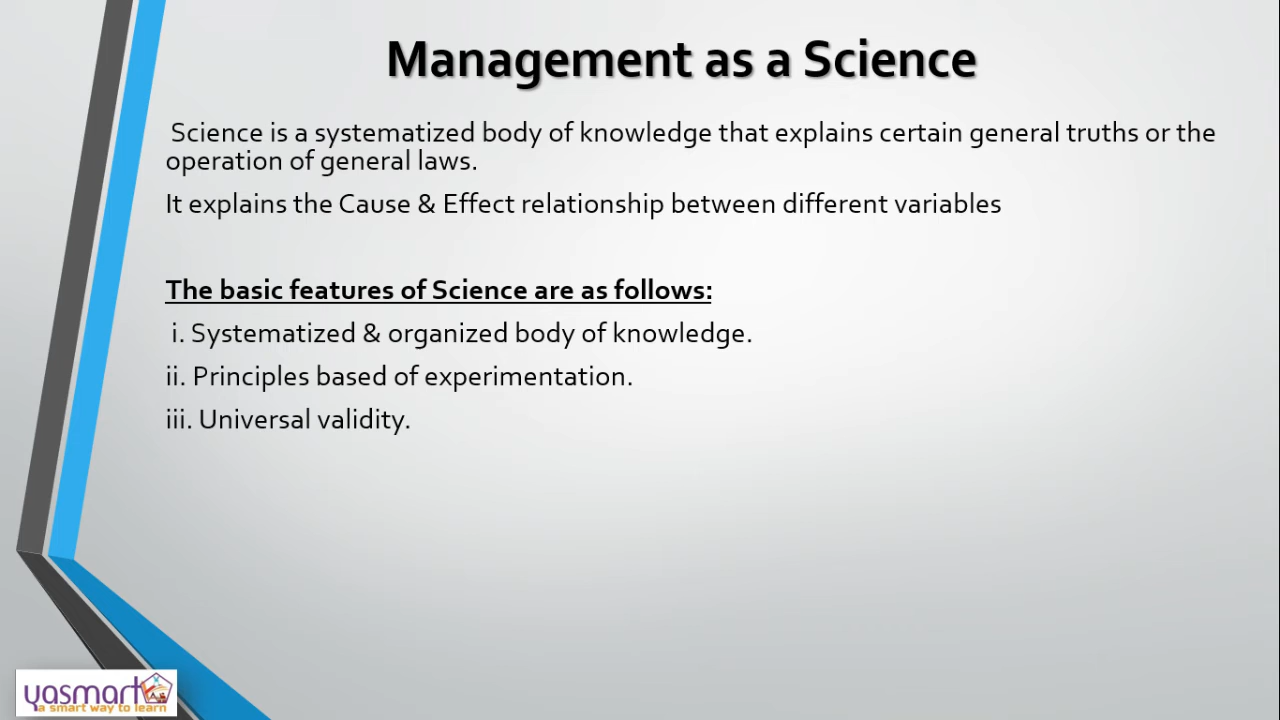 Management as a Science
Science is a systematized body of knowledge that explains certain general truths or the
operation of general laws.
It explains the Cause & Effect relationship between different variables
The basic features of Science are as follows:
i. Systematized & organized body of knowledge.
ii. Principles based of experimentation.
iii. Universal validity.
yasmart
a smart way to learn